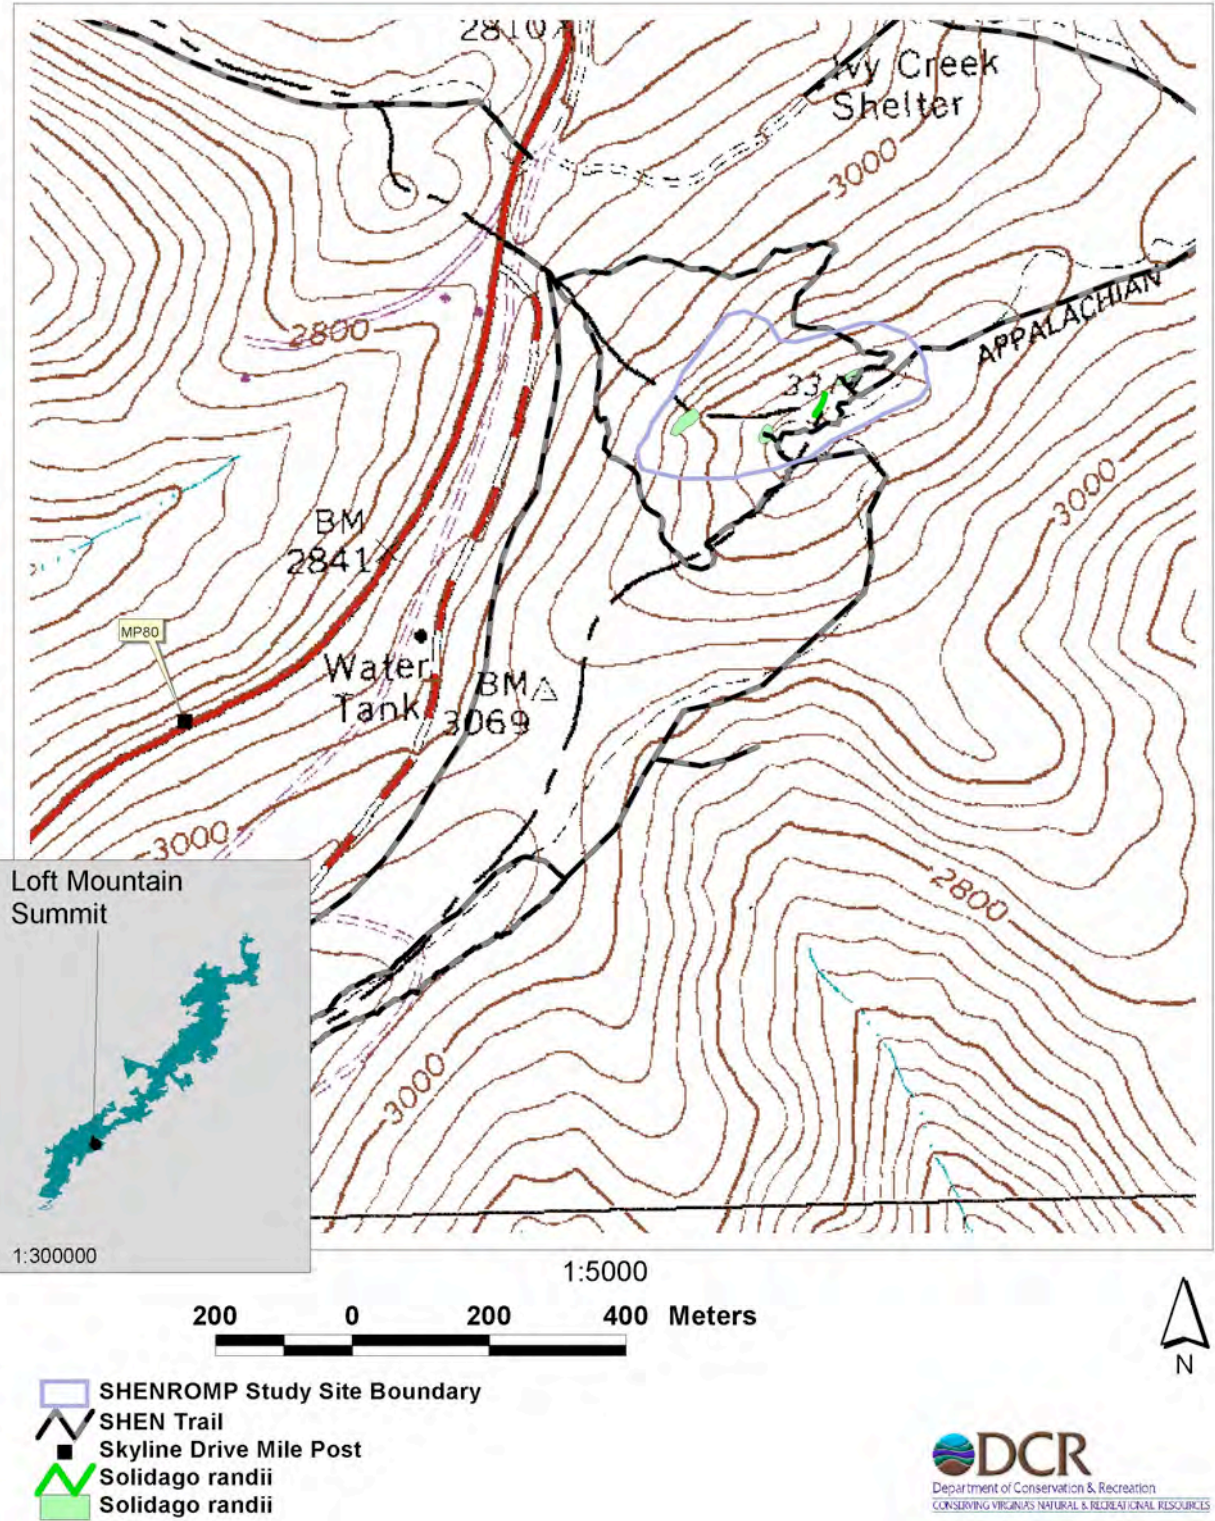 2810
Ivy Creek
Shelter
3000
APPALACHIAN
2800
33
3000
BM
2841
MP80
Water
Tank
BM
3069
3000
2800
3000
Loft Mountain
Summit
1:300000
1:5000
200 0 200 400 Meters
N
SHENROMP Study Site Boundary
SHEN Trail
Skyline Drive Mile Post
Solidago randii
Solidago randii
DCR
Department of Conservation & Recreation
CONSERVING VIRGINIA'S NATURAL & RECREATIONAL RESOURCES